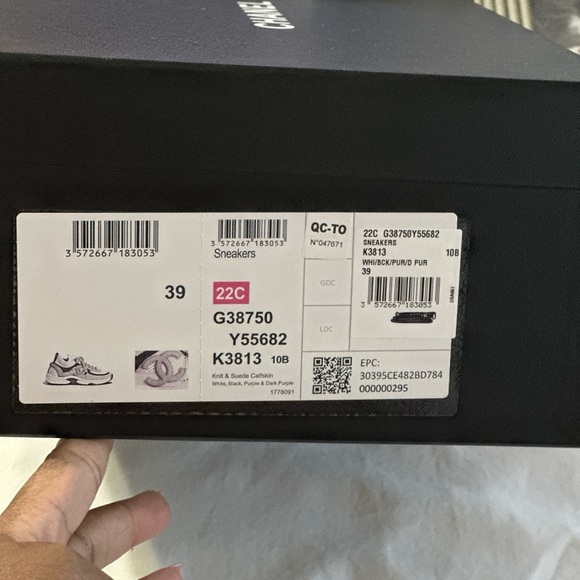 CHANEL
3 572667 183053
39
3 572667 183053
Sneakers
22C
G38750
Y55682
K3813 10B
Knit & Suede Calfskin
White, Black, Purple & Dark Purple
1778091
QC-TO
N°047671
GDC
LDC
EPC:
30395CE482BD784
000000295
22C G38750Y55682
SNEAKERS
K3813 10B
WHI/BCK/PUR/D PUR
39
3 572667 183053